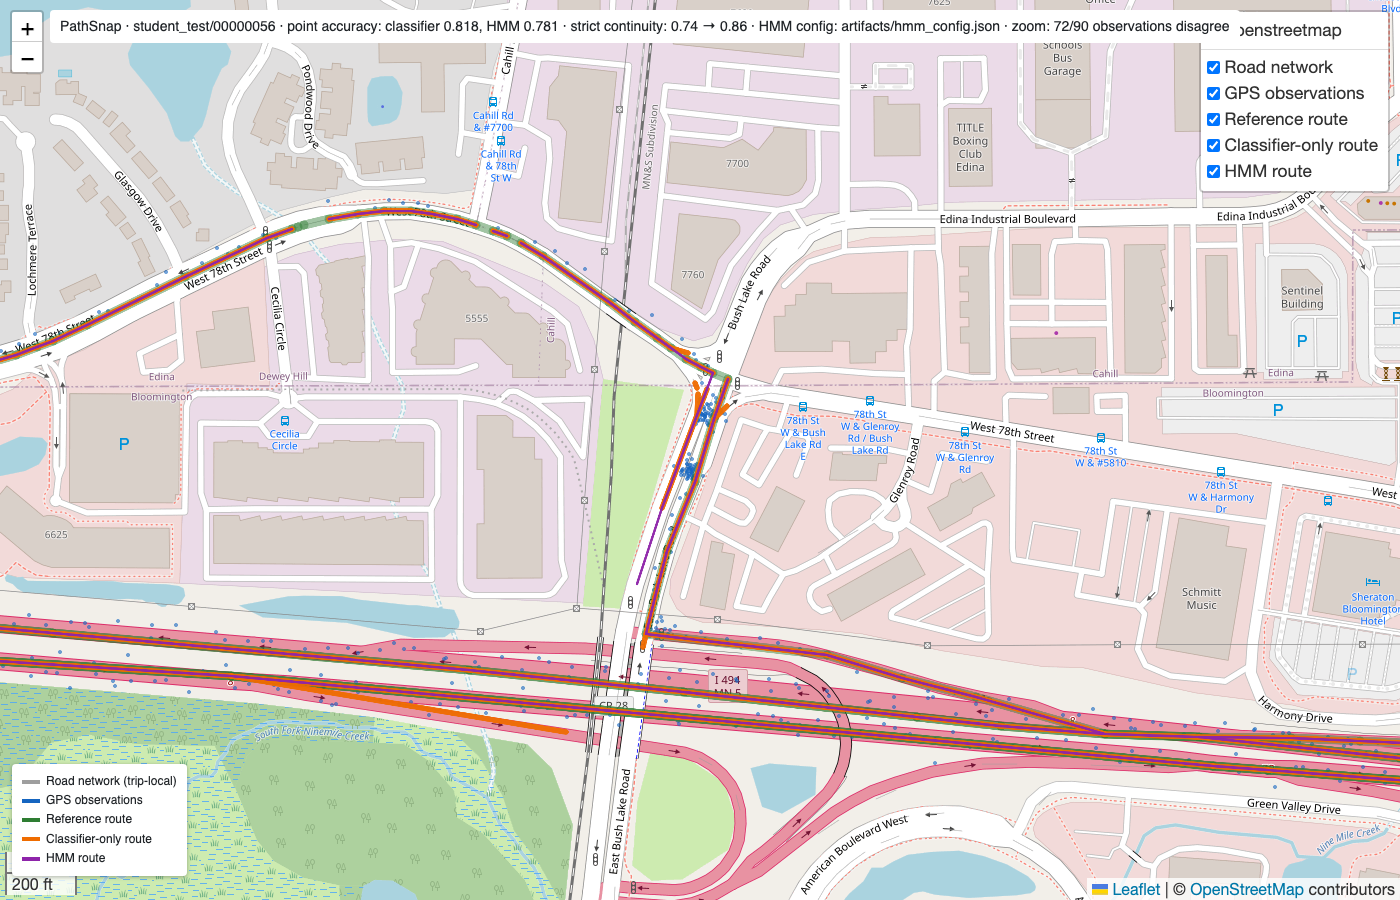 +
−
PathSnap · student_test/00000056 · point accuracy: classifier 0.818, HMM 0.781 · strict continuity: 0.74 → 0.86 · HMM config: artifacts/hmm_config.json · zoom: 72/90 observations disagree
openstreetmap
Road network
GPS observations
Reference route
Classifier-only route
HMM route
Office
Schools
Bus
Garage
Cahill
Pondwood Drive
Cahill Rd
& #7700
Cahill Rd
& 78th
St W
MN&S Subdivision
7700
TITLE
Boxing
Club
Edina
Glasgow Drive
Lochmere Terrace
West 78th Street
Edina Industrial Boulevard
Edina Industrial Bou
West 78th Street
Bush Lake Road
7760
Cecilia Circle
5555
Cahill
Sentinel
Building
P
P
West 78th Street
Edina
Dewey Hill
Bloomington
Cahill
Edina
Bloomington
P
P
Cecilia
Circle
78th St
W & Bush
Lake Rd
E
78th St
W & Glenroy
Rd / Bush
Lake Rd
78th St
W & Glenroy
Rd
West 78th Street
78th St
W & #5810
78th St
W & Harmony
Dr
West
Glenroy Road
6625
Schmitt
Music
Sheraton
Bloomington
Hotel
P
I 494
MN 5
CR 28
Harmony Drive
South Fork Ninemile Creek
East Bush Lake Road
American Boulevard West
Green Valley Drive
Nine Mile Creek
Road network (trip-local)
GPS observations
Reference route
Classifier-only route
HMM route
200 ft
Leaflet | © OpenStreetMap contributors